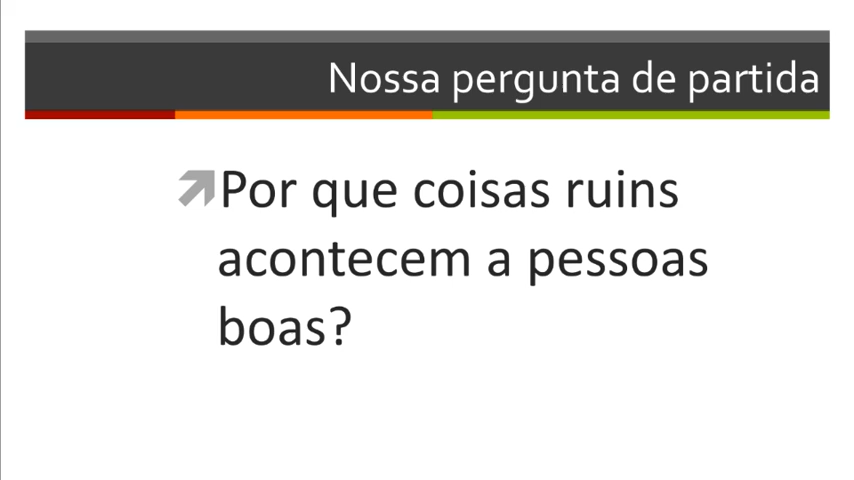 Nossa pergunta de partida
Por que coisas ruins
acontecem a pessoas
boas?